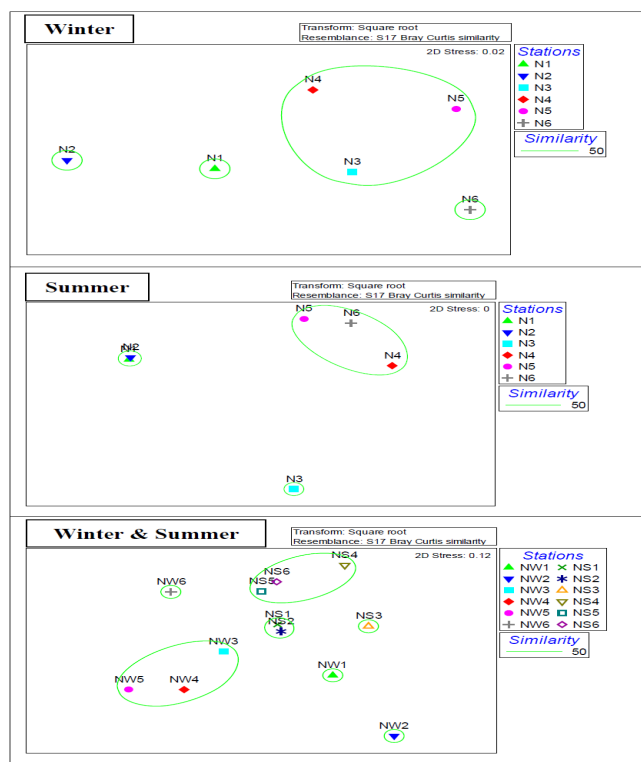 Winter
Transform: Square root
Resemblance: S17 Bray Curtis similarity
2D Stress: 0.02
N4
N5
N2
N1
N3
N6
Stations
N1
N2
N3
N4
N5
N6
Similarity
50
Summer
Transform: Square root
Resemblance: S17 Bray Curtis similarity
2D Stress: 0
N5
N6
N1
N2
N4
N3
Stations
N1
N2
N3
N4
N5
N6
Similarity
50
Winter & Summer
Transform: Square root
Resemblance: S17 Bray Curtis similarity
2D Stress: 0.12
NS4
NS6
NS5
NW6
NS1
NS2
NS3
NW3
NW1
NW5
NW4
NW2
Stations
NW1 NS1
NW2 NS2
NW3 NS3
NW4 NS4
NW5 NS5
NW6 NS6
Similarity
50